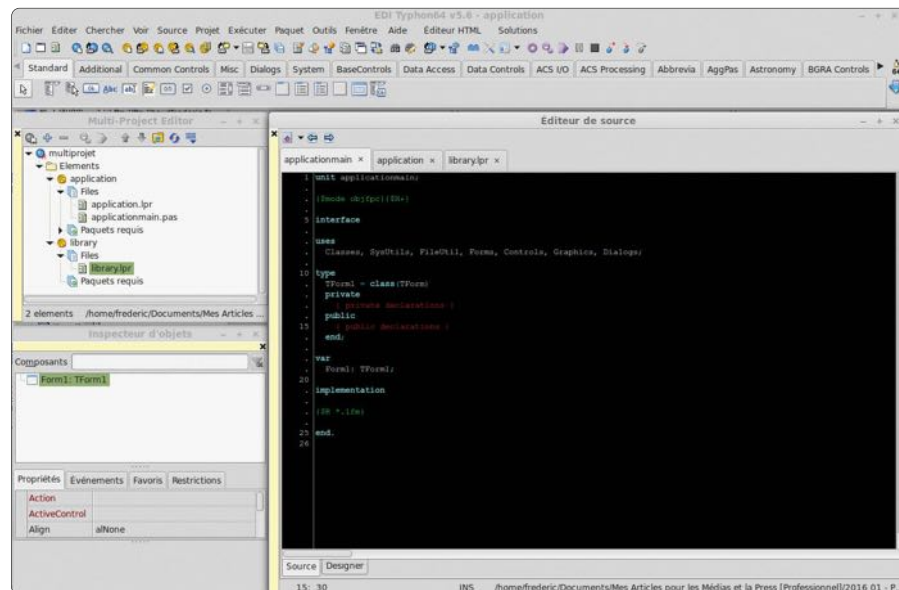 EDI Typhon64 v5.6 - application
Fichier Éditer Chercher Voir Source Projet Exécuter Paquet Outils Fenêtre Aide Éditeur HTML Solutions
Standard Additional Common Controls Misc Dialogs System BaseControls Data Access Data Controls ACS I/O ACS Processing Abbrevia AggPas Astronomy BGRA Controls
Multi-Project Editor
multiprojet
Elements
application
Files
application.lpr
applicationmain.pas
Paquets requis
library
Files
library.lpr
Paquets requis
2 elements /home/frederic/Documents/Mes Articles ...
Inspecteur d'objets
Composants
Form1: TForm1
Propriétés Événements Favoris Restrictions
Action
ActiveControl
Align alNone
Éditeur de source
applicationmain application library.lpr
1 unit applicationmain;
{$mode objfpc}{$H+}
5 interface
uses
Classes, SysUtils, FileUtil, Forms, Controls, Graphics, Dialogs;
10 type
TForm1 = class(TForm)
private
{ private declarations }
public
15 { public declarations }
end;
var
Form1: TForm1;
20
implementation
{$R *.lfm}
25 end.
26
Source Designer
15: 30 INS /home/frederic/Documents/Mes Articles pour les Médias et la Press [Professionnel]/2016 01 - P